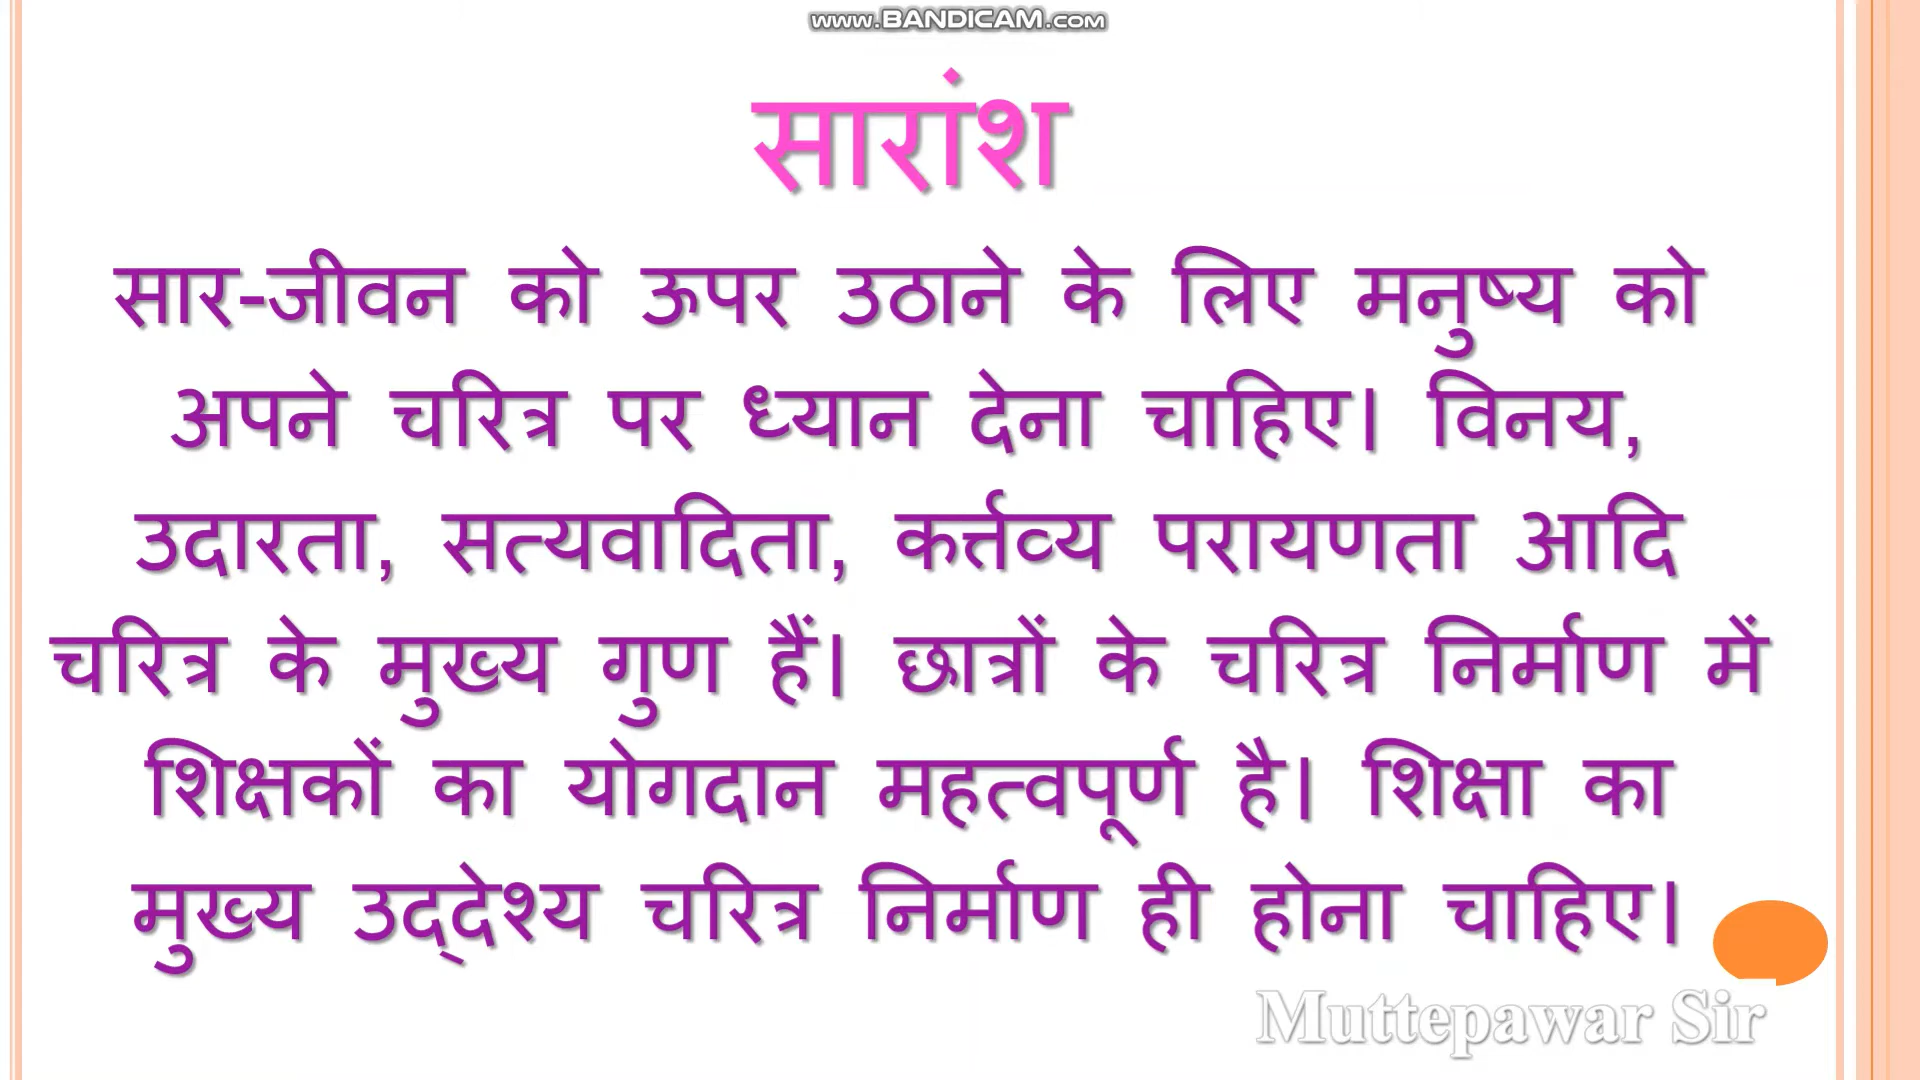 www.BANDICAM.com
सारांश
सार-जीवन को ऊपर उठाने के लिए मनुष्य को
अपने चरित्र पर ध्यान देना चाहिए। विनय,
उदारता, सत्यवादिता, कर्त्तव्य परायणता आदि
चरित्र के मुख्य गुण हैं। छात्रों के चरित्र निर्माण में
शिक्षकों का योगदान महत्वपूर्ण है। शिक्षा का
मुख्य उद्‌देश्य चरित्र निर्माण ही होना चाहिए।
Muttepawar Sir